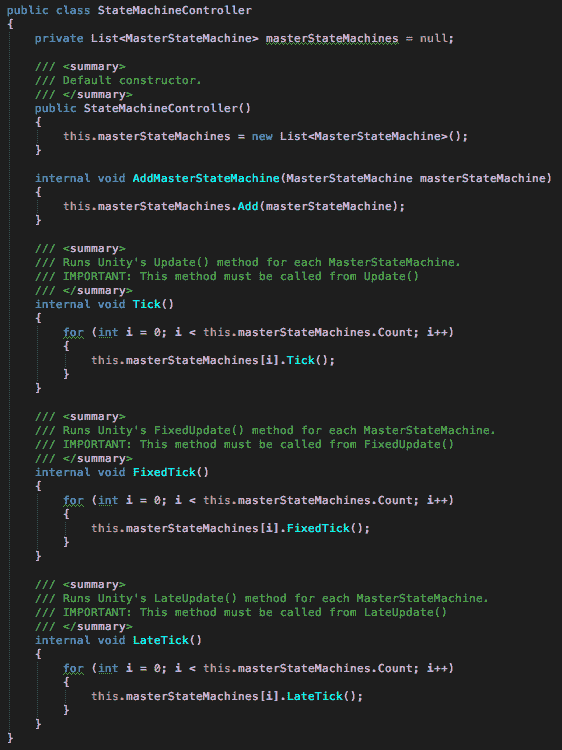 public class StateMachineController
{
    private List<MasterStateMachine> masterStateMachines = null;

    /// <summary>
    /// Default constructor.
    /// </summary>
    public StateMachineController()
    {
        this.masterStateMachines = new List<MasterStateMachine>();
    }

    internal void AddMasterStateMachine(MasterStateMachine masterStateMachine)
    {
        this.masterStateMachines.Add(masterStateMachine);
    }

    /// <summary>
    /// Runs Unity's Update() method for each MasterStateMachine.
    /// IMPORTANT: This method must be called from Update()
    /// </summary>
    internal void Tick()
    {
        for (int i = 0; i < this.masterStateMachines.Count; i++)
        {
            this.masterStateMachines[i].Tick();
        }
    }

    /// <summary>
    /// Runs Unity's FixedUpdate() method for each MasterStateMachine.
    /// IMPORTANT: This method must be called from FixedUpdate()
    /// </summary>
    internal void FixedTick()
    {
        for (int i = 0; i < this.masterStateMachines.Count; i++)
        {
            this.masterStateMachines[i].FixedTick();
        }
    }

    /// <summary>
    /// Runs Unity's LateUpdate() method for each MasterStateMachine.
    /// IMPORTANT: This method must be called from LateUpdate()
    /// </summary>
    internal void LateTick()
    {
        for (int i = 0; i < this.masterStateMachines.Count; i++)
        {
            this.masterStateMachines[i].LateTick();
        }
    }
}